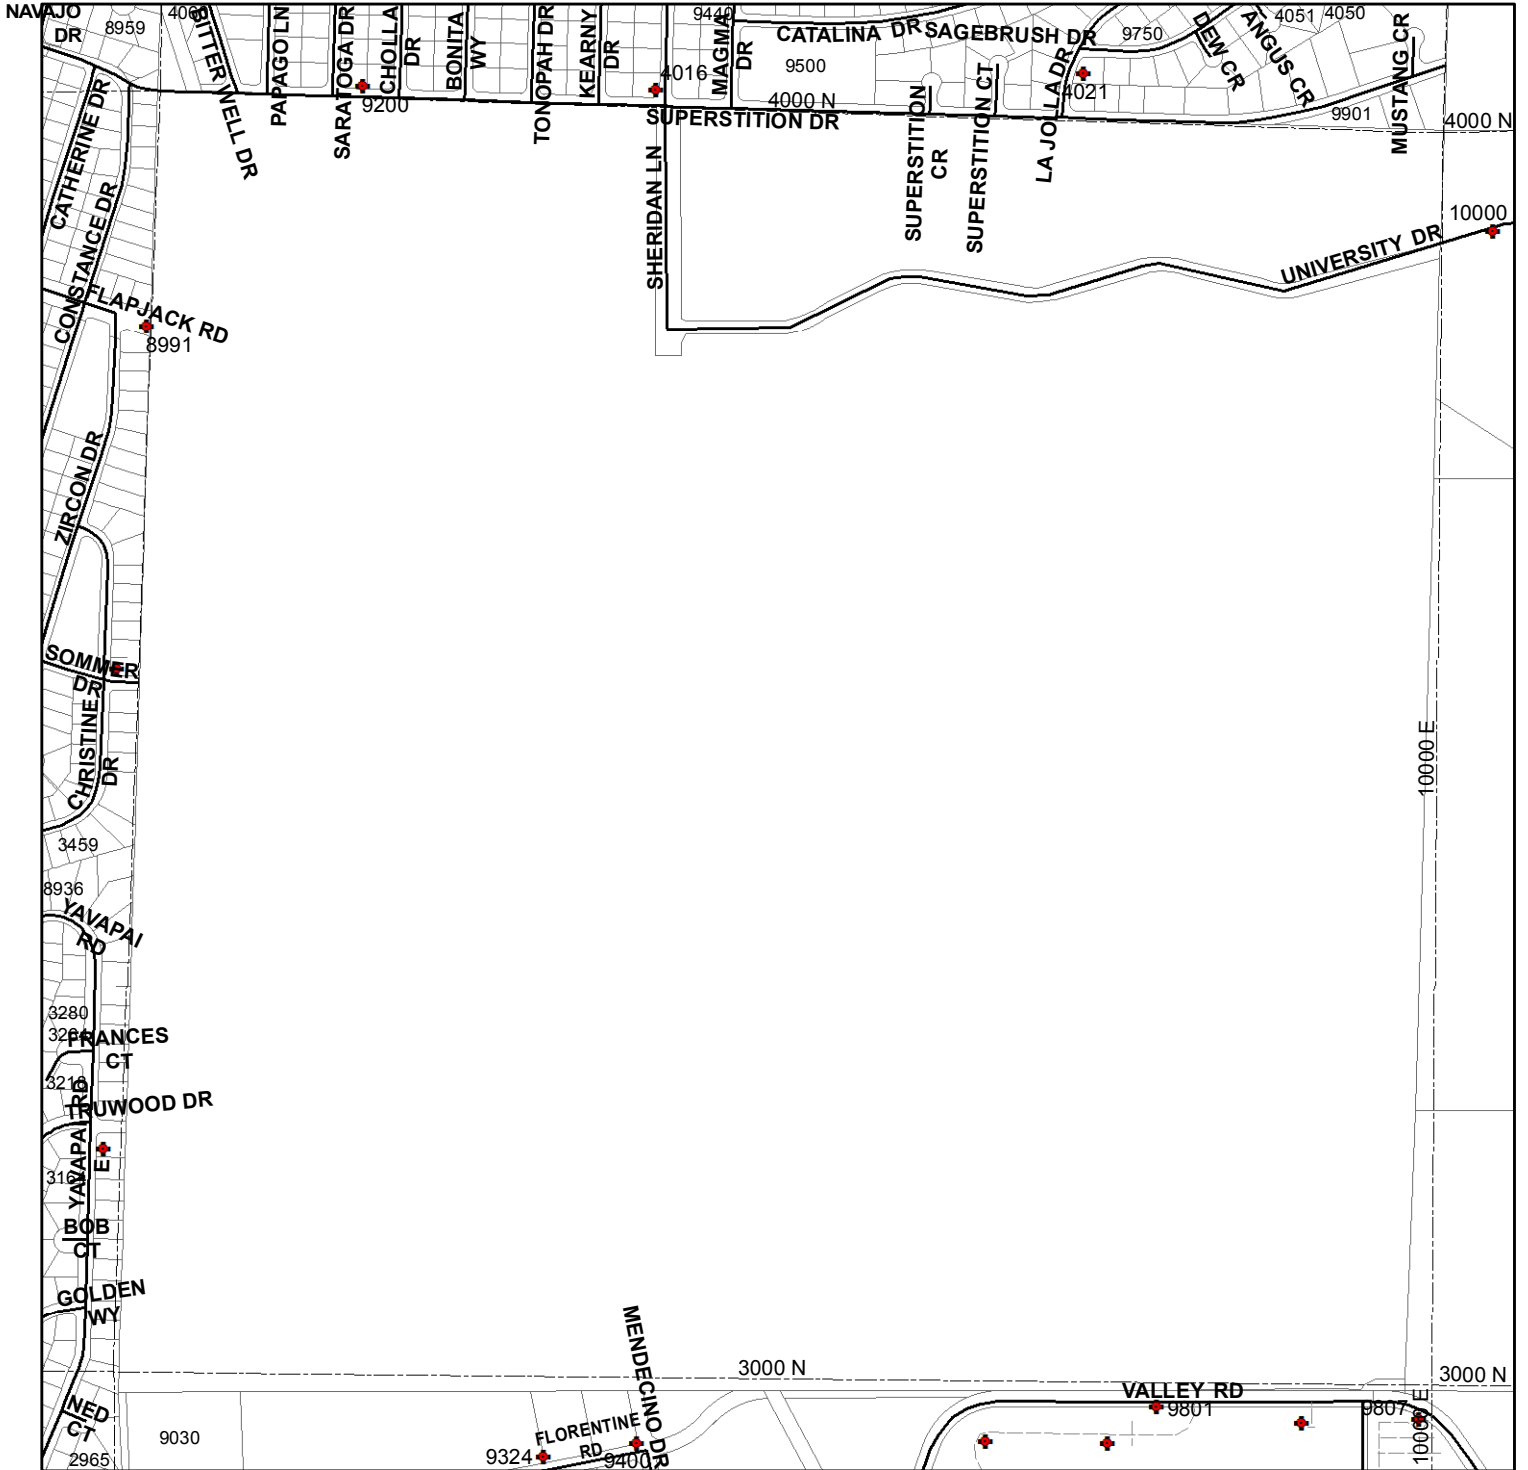 NAVAJO
DR
8959
BITTER WELL DR
PAPAGO LN
SARATOGA DR
CHOLLA
DR
BONITA
WY
TONOPAH DR
KEARNY
DR
9440
MAGMA
DR
CATALINA DR
SAGEBRUSH DR
9750
DEW CR
ANGUS CR
4051
4050
MUSTANG CR
9500
4016
4021
9200
4000 N
SUPERSTITION DR
SUPERSTITION
CR
SUPERSTITION CT
LA JOLLA DR
9901
4000 N
CATHERINE DR
CONSTANCE DR
SHERIDAN LN
10000
UNIVERSITY DR
FLAPJACK RD
8991
ZIRCON DR
SOMMER
DR
CHRISTINE
DR
10000 E
3459
8936
YAVAPAI
RD
3280
FRANCES
CT
3218
TRUWOOD DR
YAVAPAI RD
E
BOB
CT
GOLDEN
WY
MENDECINO DR
3000 N
3000 N
NED
CT
VALLEY RD
9801
9807
10000 E
9030
FLORENTINE
RD
9324
9400
2965